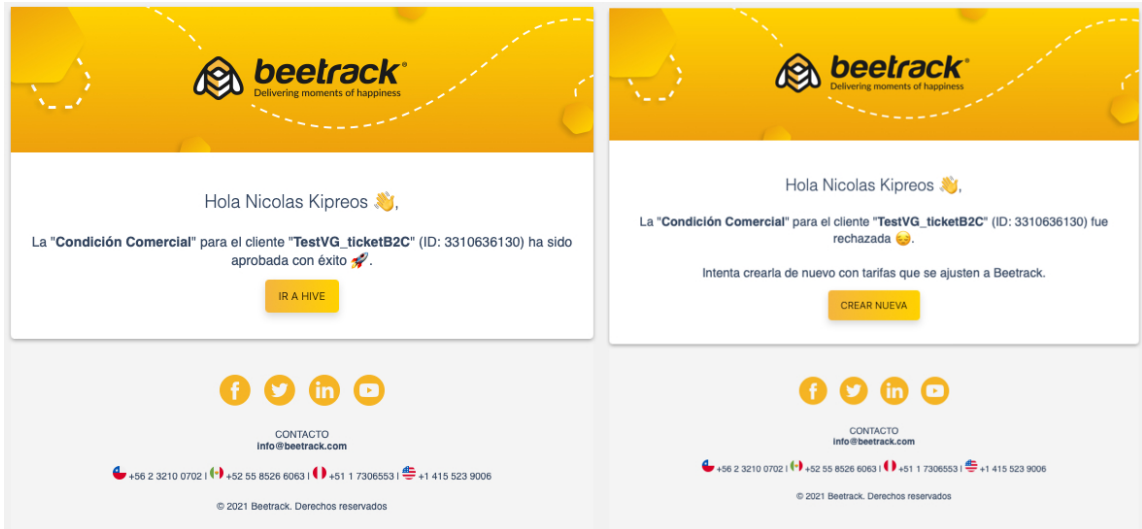 beetrack®
Delivering moments of happiness
Hola Nicolas Kipreos 👋,
La "Condición Comercial" para el cliente "TestVG_ticketB2C" (ID: 3310636130) ha sido
aprobada con éxito 🚀.
IR A HIVE
CONTACTO
info@beetrack.com
+56 2 3210 0702 | +52 55 8526 6063 | +51 1 7306553 | +1 415 523 9006
© 2021 Beetrack. Derechos reservados
beetrack®
Delivering moments of happiness
Hola Nicolas Kipreos 👋,
La "Condición Comercial" para el cliente "TestVG_ticketB2C" (ID: 3310636130) fue
rechazada 😔.
Intenta crearla de nuevo con tarifas que se ajusten a Beetrack.
CREAR NUEVA
CONTACTO
info@beetrack.com
+56 2 3210 0702 | +52 55 8526 6063 | +51 1 7306553 | +1 415 523 9006
© 2021 Beetrack. Derechos reservados